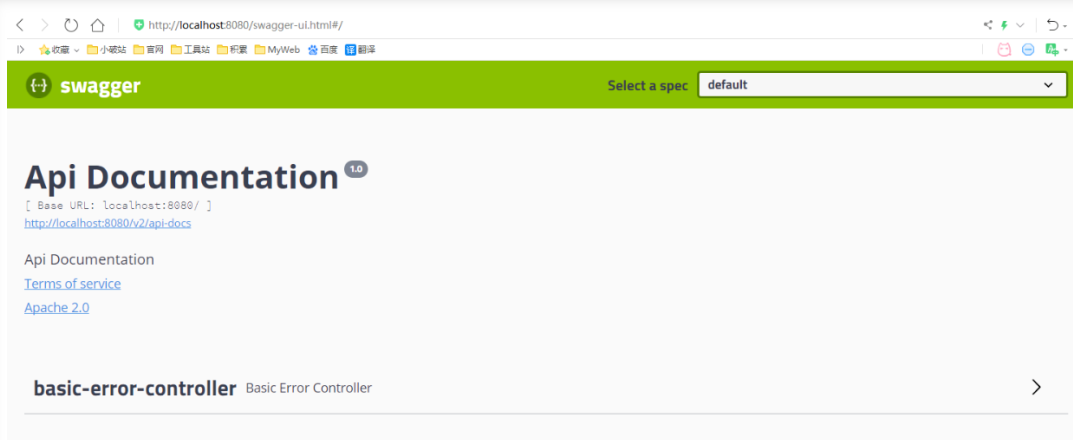 http://localhost:8080/swagger-ui.html#/
收藏 小破站 官网 工具站 积累 MyWeb 百度 译 翻译
{··} swagger Select a spec default
Api Documentation 1.0
[ Base URL: localhost:8080/ ]
http://localhost:8080/v2/api-docs
Api Documentation
Terms of service
Apache 2.0
basic-error-controller Basic Error Controller